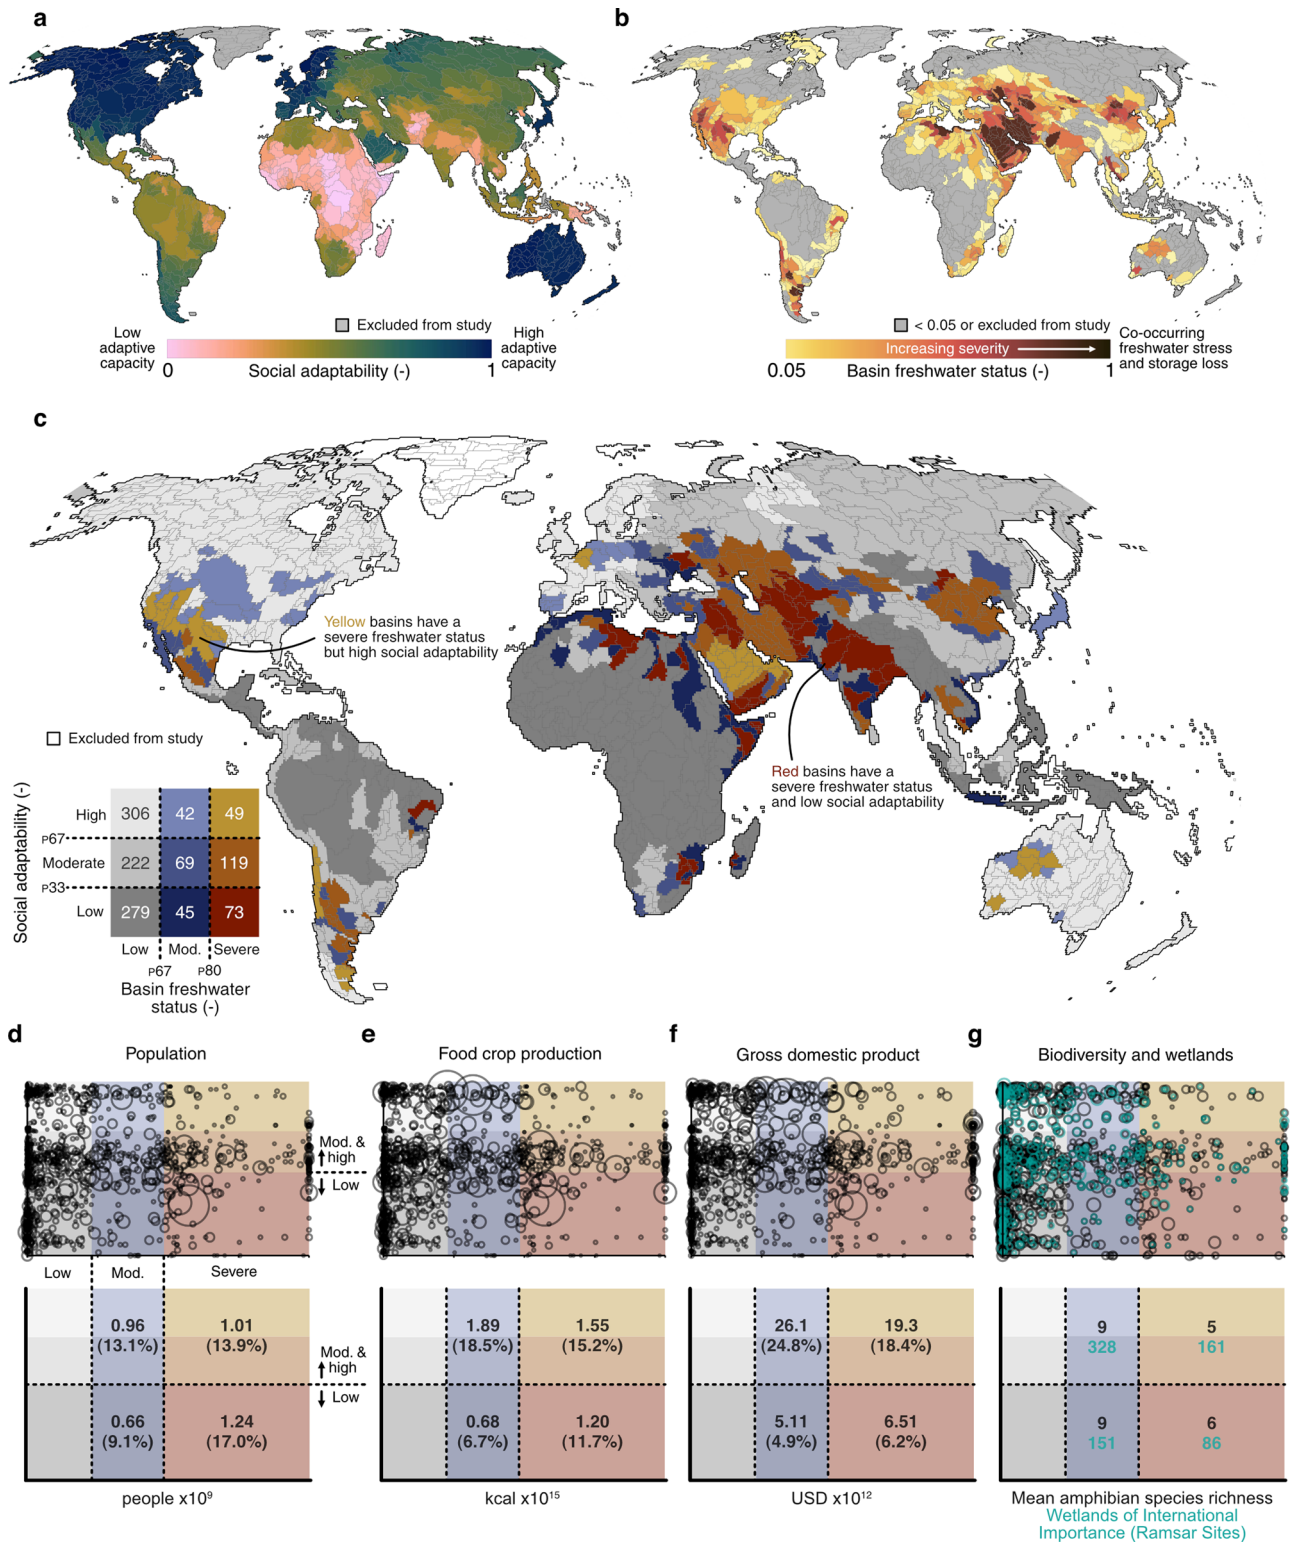 a
b
Excluded from study
Low
adaptive
capacity
High
adaptive
capacity
0
Social adaptability (-)
1
< 0.05 or excluded from study
Increasing severity
Co-occurring
freshwater stress
and storage loss
0.05
Basin freshwater status (-)
1
c
Yellow basins have a
severe freshwater status
but high social adaptability
Red basins have a
severe freshwater status
and low social adaptability
Excluded from study
Social adaptability (-)
High
306
42
49
P67
Moderate
222
69
119
P33
Low
279
45
73
Low
Mod.
Severe
P67
P80
Basin freshwater
status (-)
d
Population
e
Food crop production
f
Gross domestic product
g
Biodiversity and wetlands
Mod. &
high
Low
Low
Mod.
Severe
0.96
(13.1%)
1.01
(13.9%)
0.66
(9.1%)
1.24
(17.0%)
people x10⁹
Mod. &
high
Low
1.89
(18.5%)
1.55
(15.2%)
0.68
(6.7%)
1.20
(11.7%)
kcal x10¹⁵
26.1
(24.8%)
19.3
(18.4%)
5.11
(4.9%)
6.51
(6.2%)
USD x10¹²
9
328
5
161
9
151
6
86
Mean amphibian species richness
Wetlands of International
Importance (Ramsar Sites)